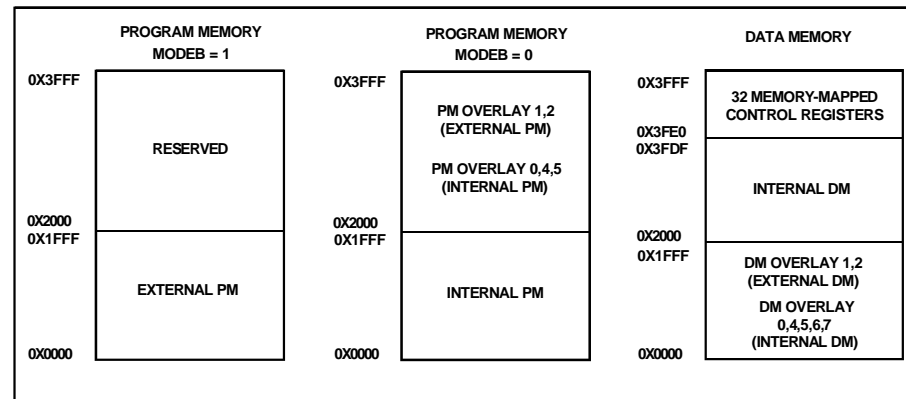 PROGRAM MEMORY
MODEB = 1
0X3FFF
RESERVED
0X2000
0X1FFF
EXTERNAL PM
0X0000
PROGRAM MEMORY
MODEB = 0
0X3FFF
PM OVERLAY 1,2
(EXTERNAL PM)
PM OVERLAY 0,4,5
(INTERNAL PM)
0X2000
0X1FFF
INTERNAL PM
0X0000
DATA MEMORY
0X3FFF
32 MEMORY-MAPPED
CONTROL REGISTERS
0X3FE0
0X3FDF
INTERNAL DM
0X2000
0X1FFF
DM OVERLAY 1,2
(EXTERNAL DM)
DM OVERLAY
0,4,5,6,7
(INTERNAL DM)
0X0000